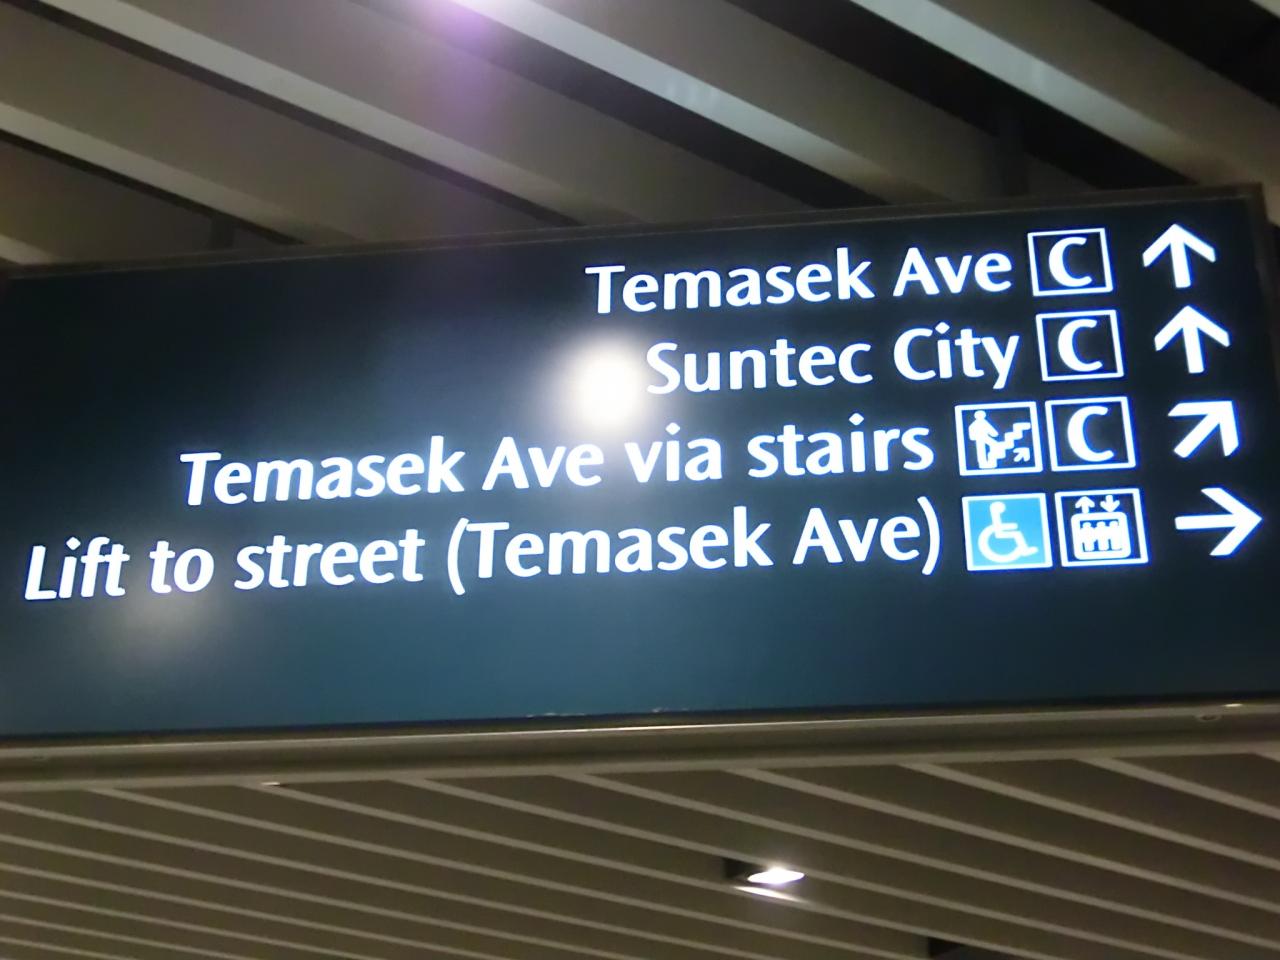 Temasek Ave C
Suntec City C
Temasek Ave via stairs C
Lift to street (Temasek Ave)